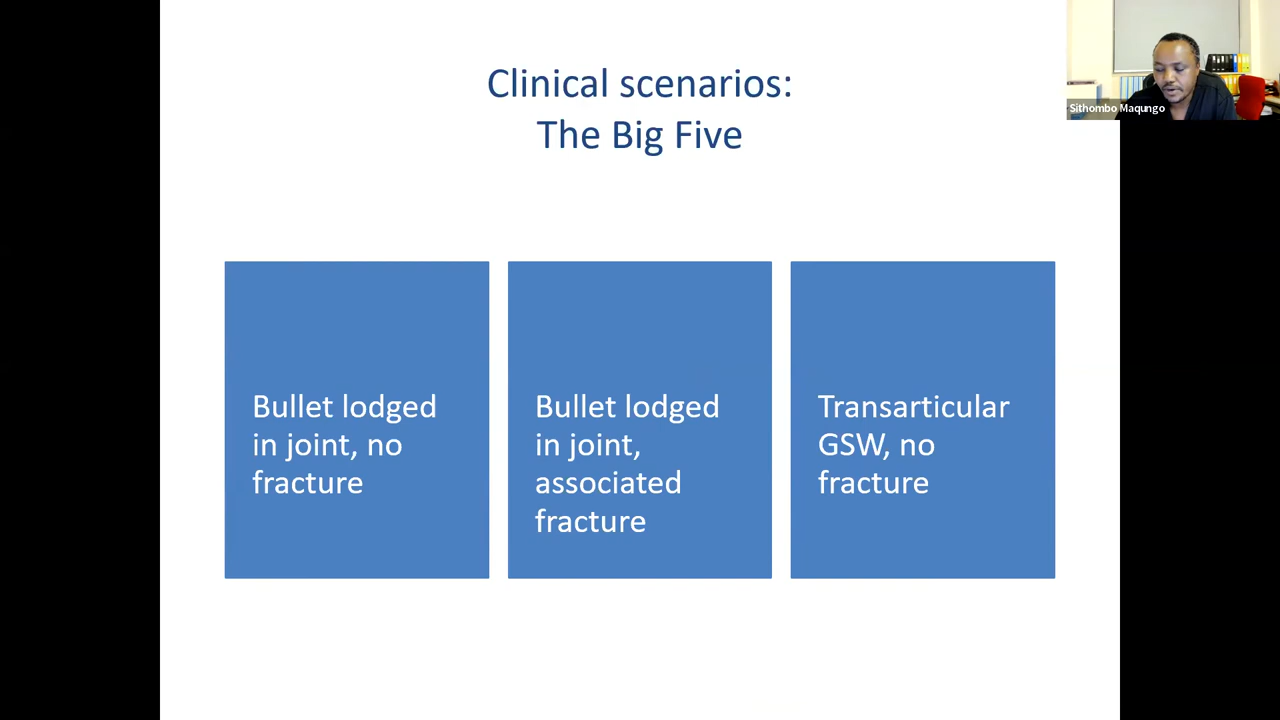 Clinical scenarios:
The Big Five
Sithombo Maqungo
Bullet lodged
in joint, no
fracture
Bullet lodged
in joint,
associated
fracture
Transarticular
GSW, no
fracture